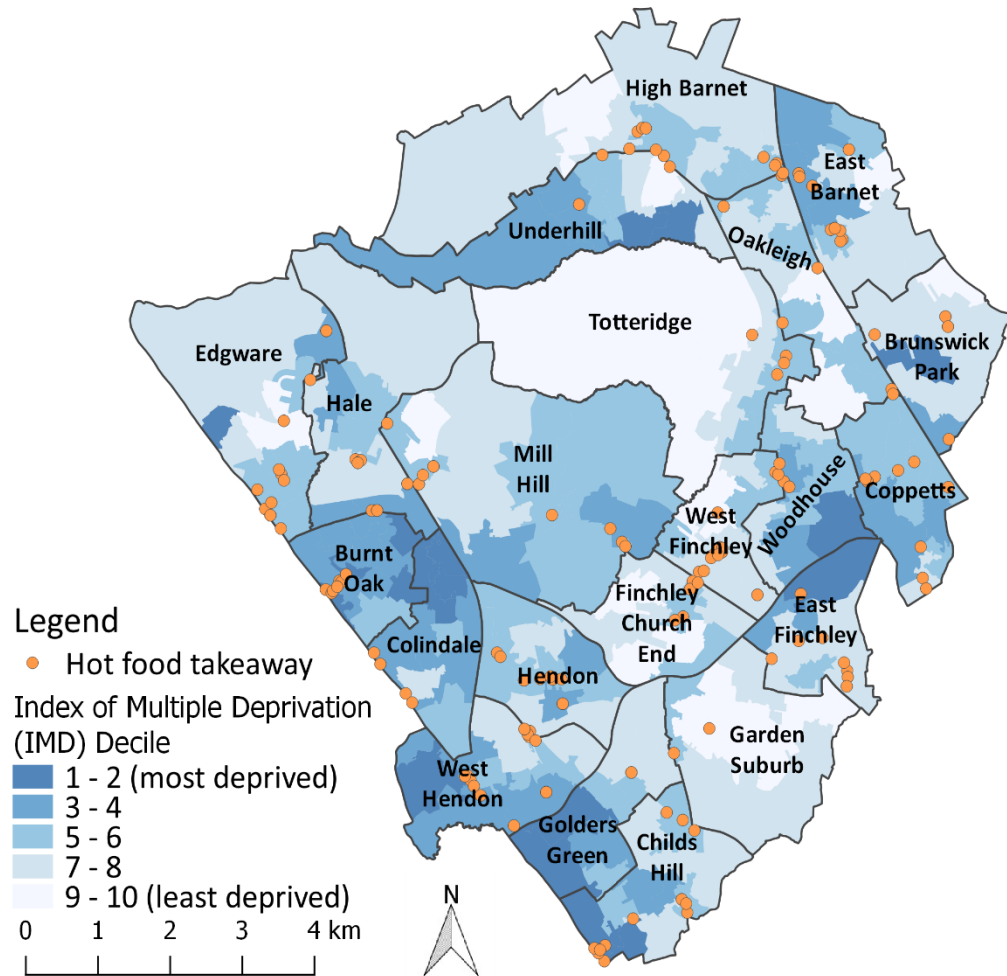 High Barnet
East
Barnet
Underhill
Oakleigh
Totteridge
Edgware
Brunswick
Park
Hale
Mill
Hill
Woodhouse
Coppetts
West
Finchley
Burnt
Oak
Finchley
Church
End
East
Finchley
Colindale
Hendon
Garden
Suburb
West
Hendon
Golders
Green
Childs
Hill
Legend
Hot food takeaway
Index of Multiple Deprivation
(IMD) Decile
1 - 2 (most deprived)
3 - 4
5 - 6
7 - 8
9 - 10 (least deprived)
0 1 2 3 4 km
N